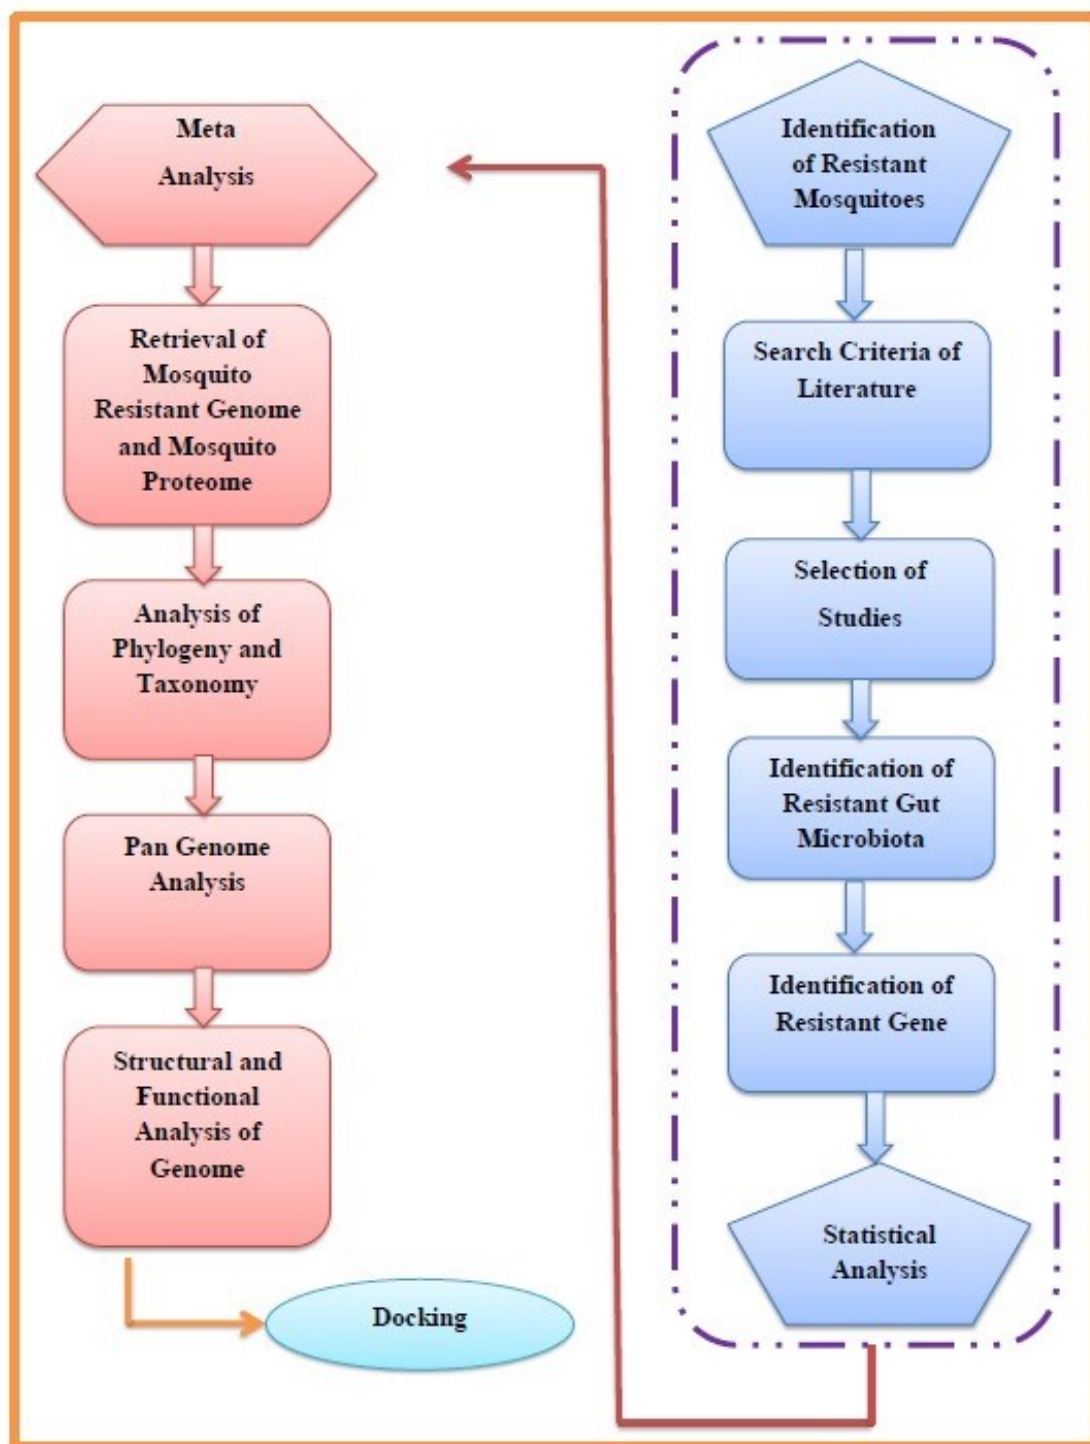 Meta
Analysis
Retrieval of
Mosquito
Resistant Genome
and Mosquito
Proteome
Analysis of
Phylogeny and
Taxonomy
Pan Genome
Analysis
Structural and
Functional
Analysis of
Genome
Docking
Identification
of Resistant
Mosquitoes
Search Criteria of
Literature
Selection of
Studies
Identification of
Resistant Gut
Microbiota
Identification of
Resistant Gene
Statistical
Analysis